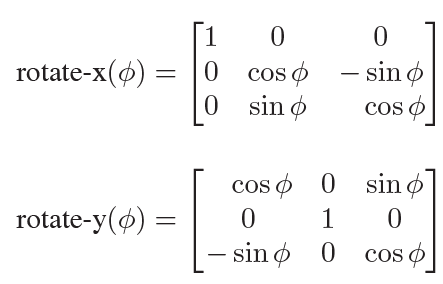 1 0 0
rotate-x(ϕ) = 0 cos ϕ − sin ϕ
0 sin ϕ cos ϕ
cos ϕ 0 sin ϕ
rotate-y(ϕ) = 0 1 0
− sin ϕ 0 cos ϕ